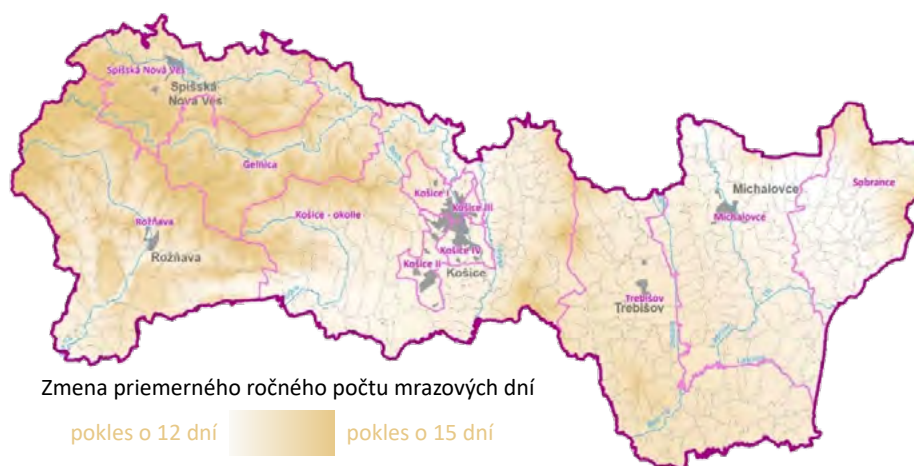 Spišská Nová Ves
Spišská
Nová Ves
Gelnica
Košice I
Košice - okolie
Košice III
Rožňava
Rožňava
Košice IV
Košice II
Košice
Michalovce
Michalovce
Sobrance
Trebišov
Trebišov
Zmena priemerného ročného počtu mrazových dní
pokles o 12 dní
pokles o 15 dní